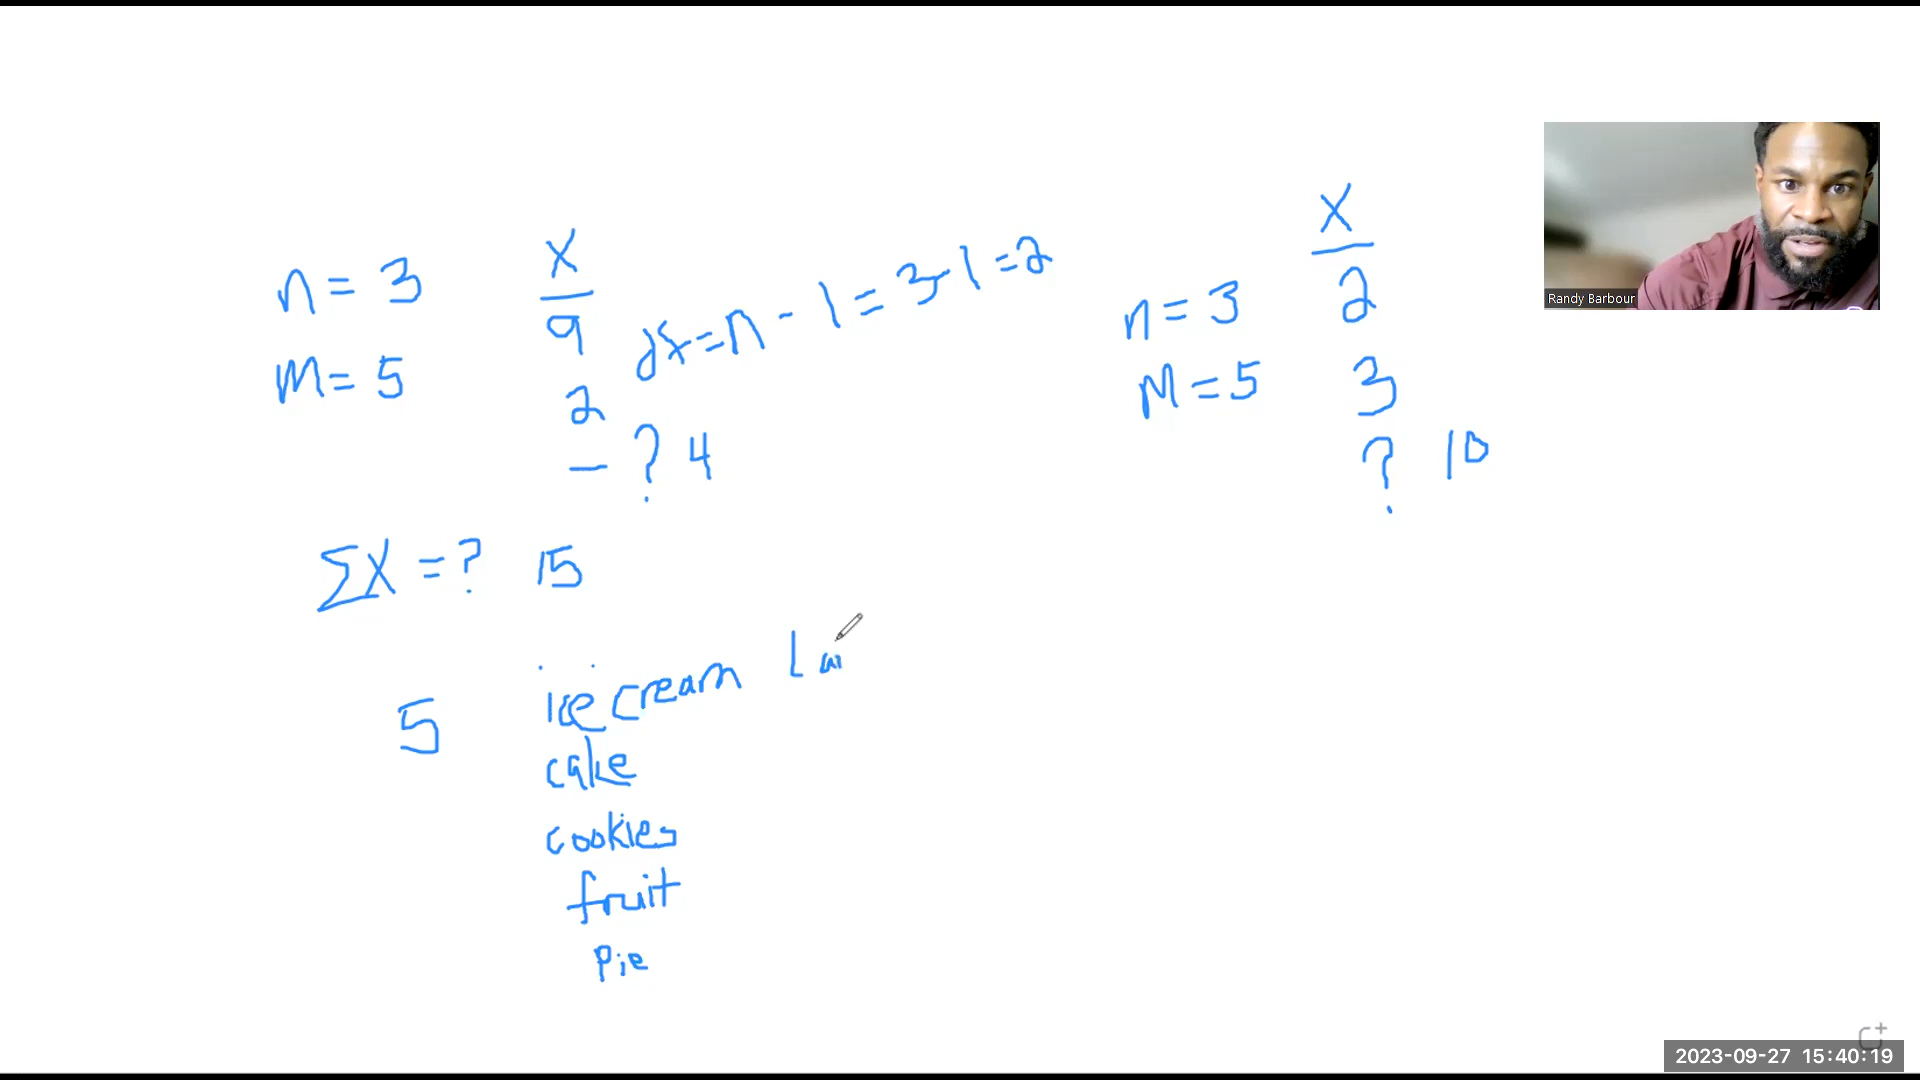 n = 3
M = 5
X
9
2
– ? 4
df = n - 1 = 3 - 1 = 2
ΣX = ? 15
n = 3
M = 5
X
2
3
? 10
5
ice cream
cake
cookies
fruit
pie
Randy Barbour
2023-09-27 15:40:19